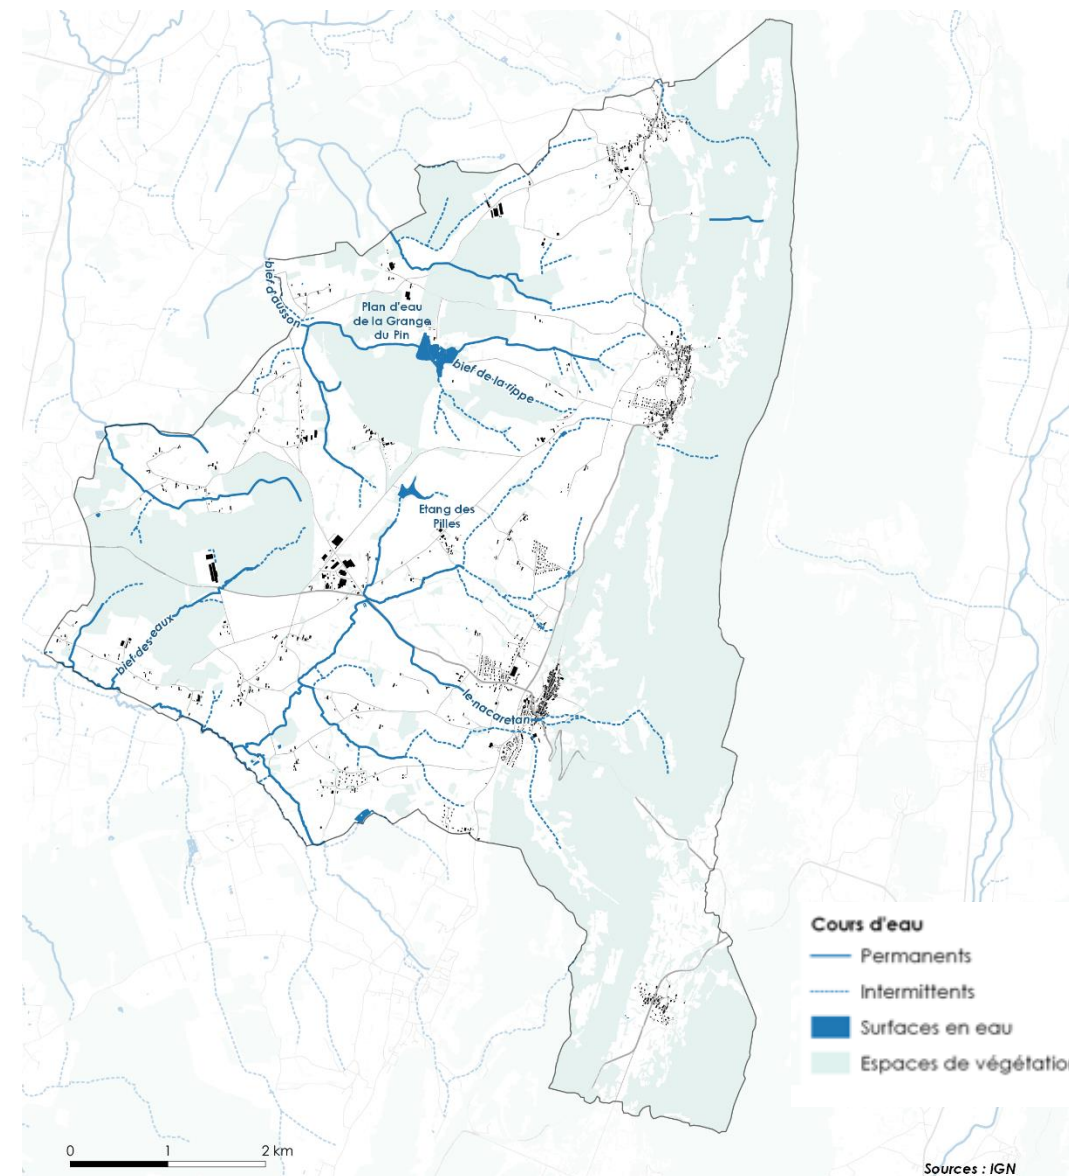 bief d'ausson
Plan d'eau
de la Grange
du Pin
bief de la rippe
Etang des
Pilles
bief des eaux
le nacaretan
Cours d'eau
Permanents
Intermittents
Surfaces en eau
Espaces de végétatio
0 1 2 km
Sources : IGN